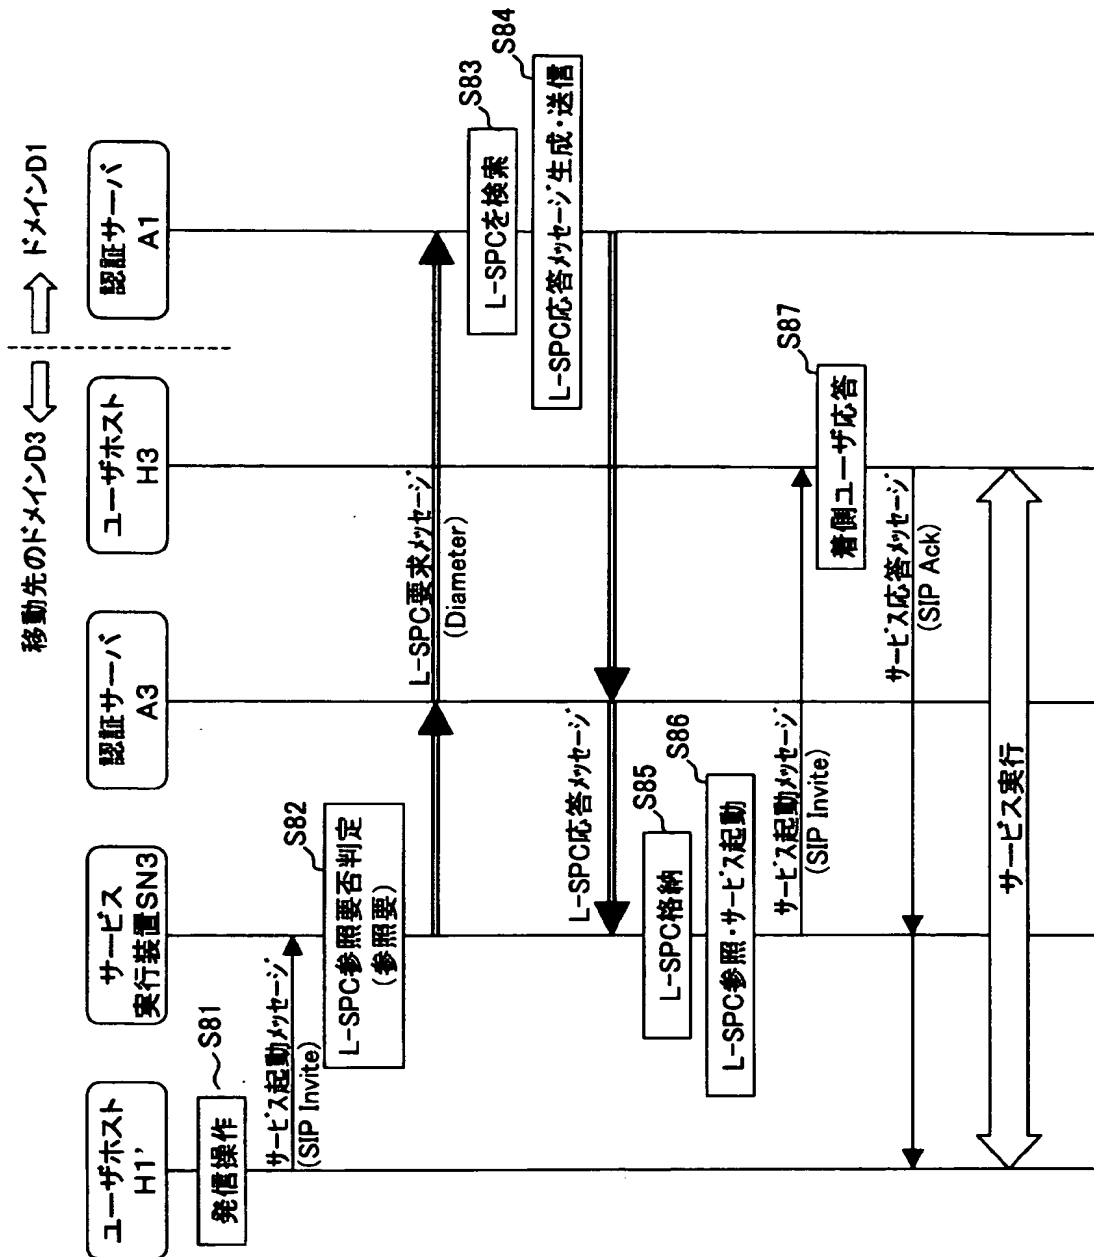 移動先のドメインD3
ドメインD1
ユーザホスト
H1'
サービス
実行装置SN3
認証サーバ
A3
ユーザホスト
H3
認証サーバ
A1
発信操作
S81
サービス起動メッセージ
(SIP Invite)
S82
L-SPC参照要否判定
(参照要)
L-SPC要求メッセージ
(Diameter)
S83
L-SPCを検索
S84
L-SPC応答メッセージ生成・送信
L-SPC応答メッセージ
S85
L-SPC格納
S86
L-SPC参照・サービス起動
サービス起動メッセージ
(SIP Invite)
S87
着側ユーザ応答
サービス応答メッセージ
(SIP Ack)
サービス実行